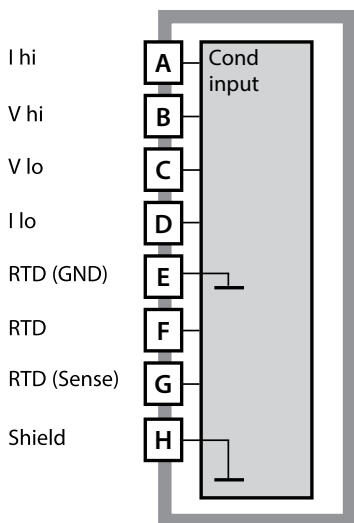 I hi
A
Cond
input
V hi
B
V lo
C
I lo
D
RTD (GND)
E
RTD
F
RTD (Sense)
G
Shield
H